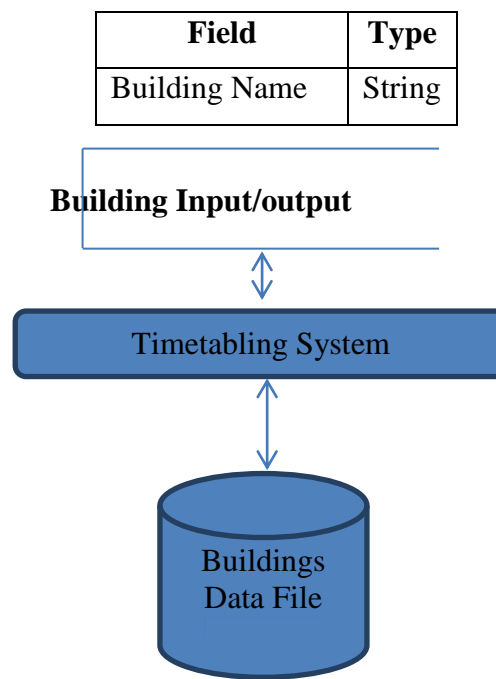 Field Type
Building Name String
Building Input/output
Timetabling System
Buildings
Data File